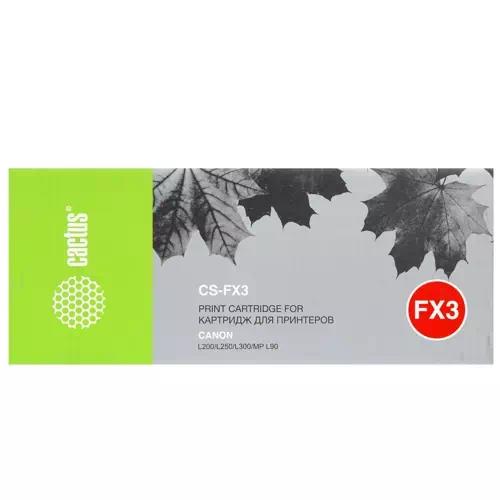 cactus®
CS-FX3
PRINT CARTRIDGE FOR
КАРТРИДЖ ДЛЯ ПРИНТЕРОВ
CANON
L200/L250/L300/MP L90
FX3